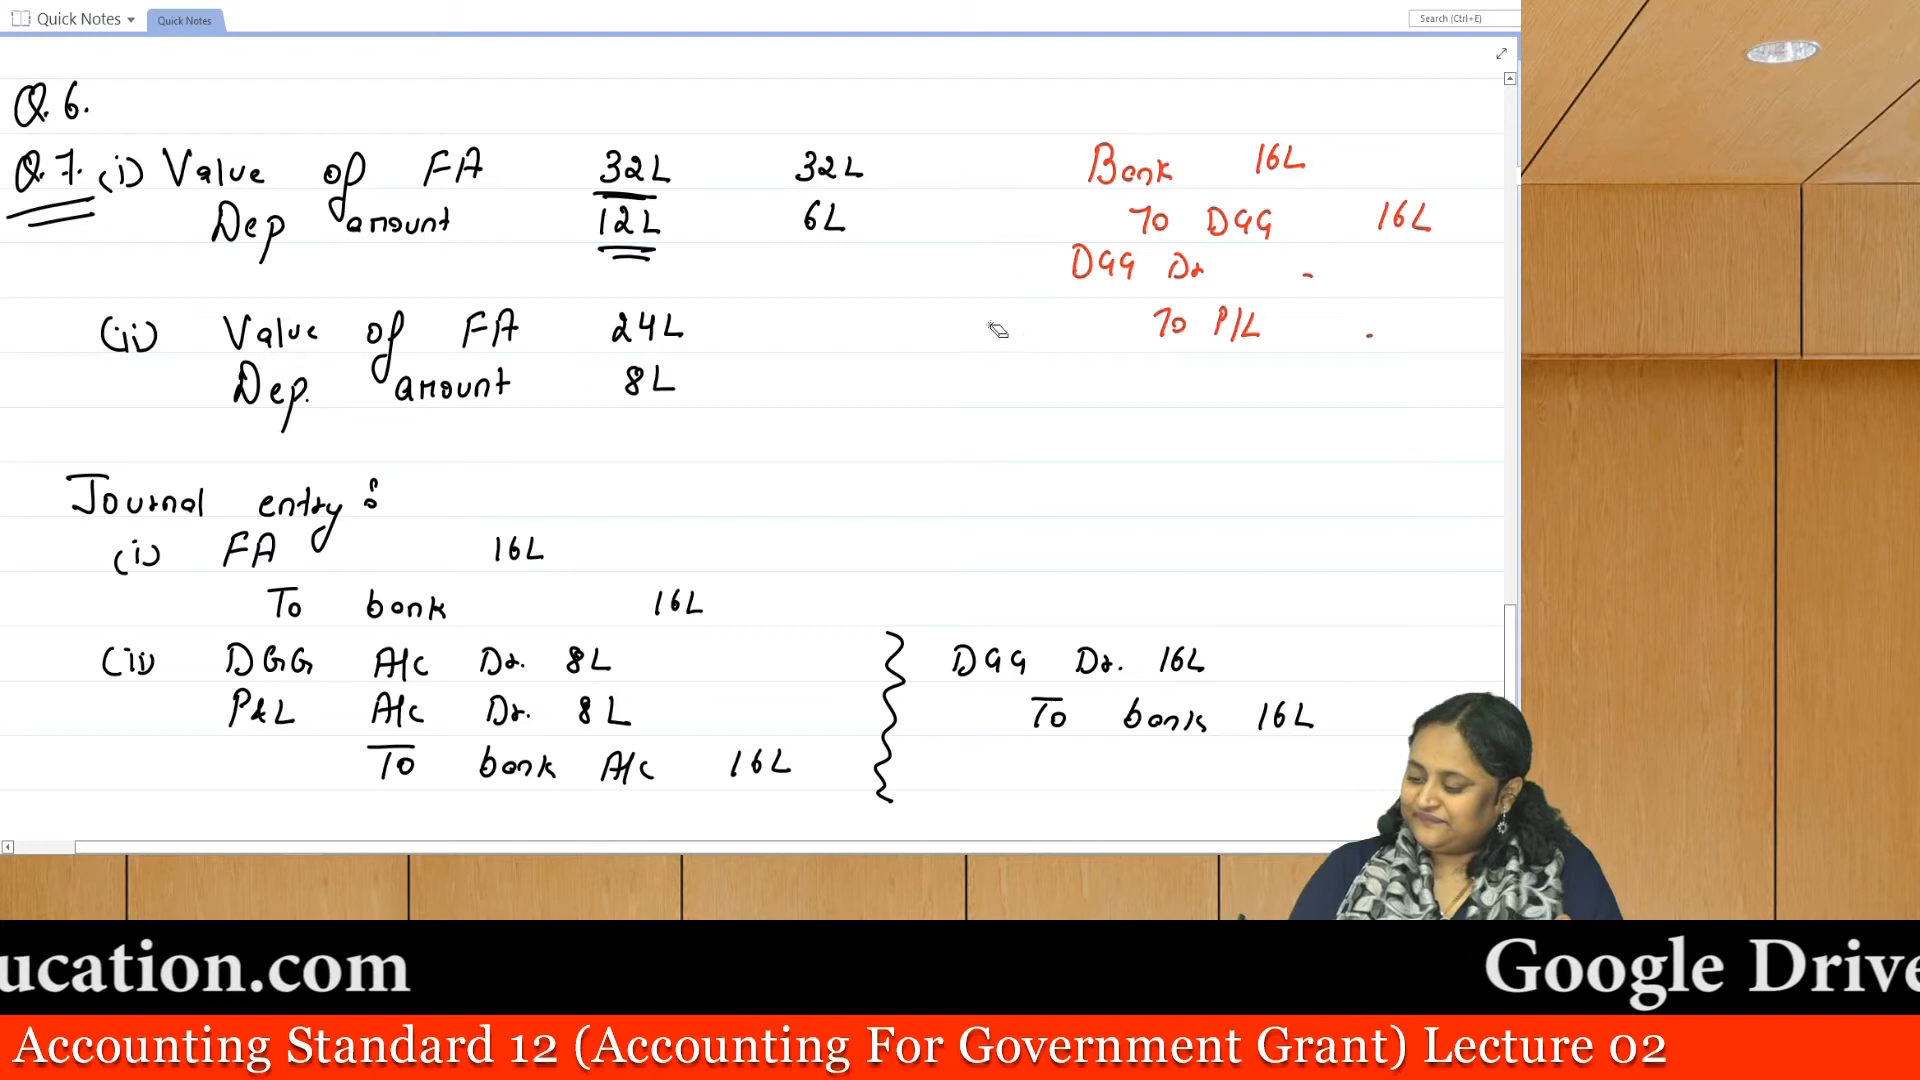 Quick Notes
Quick Notes
Search (Ctrl+E)
Q. 6.
Q. 7. (i) Value of FA 32L 32L
Dep amount 12L 6L
(ii) Value of FA 24L
Dep. amount 8L
Bank 16L
To DGG 16L
DGG Dr -
To P/L .
Journal entry :
(i) FA 16L
To bank 16L
(ii) DGG A/c Dr. 8L
P&L A/c Dr. 8L
To bank A/c 16L
DGG Dr. 16L
To bank 16L
ucation.com Google Drive
Accounting Standard 12 (Accounting For Government Grant) Lecture 02